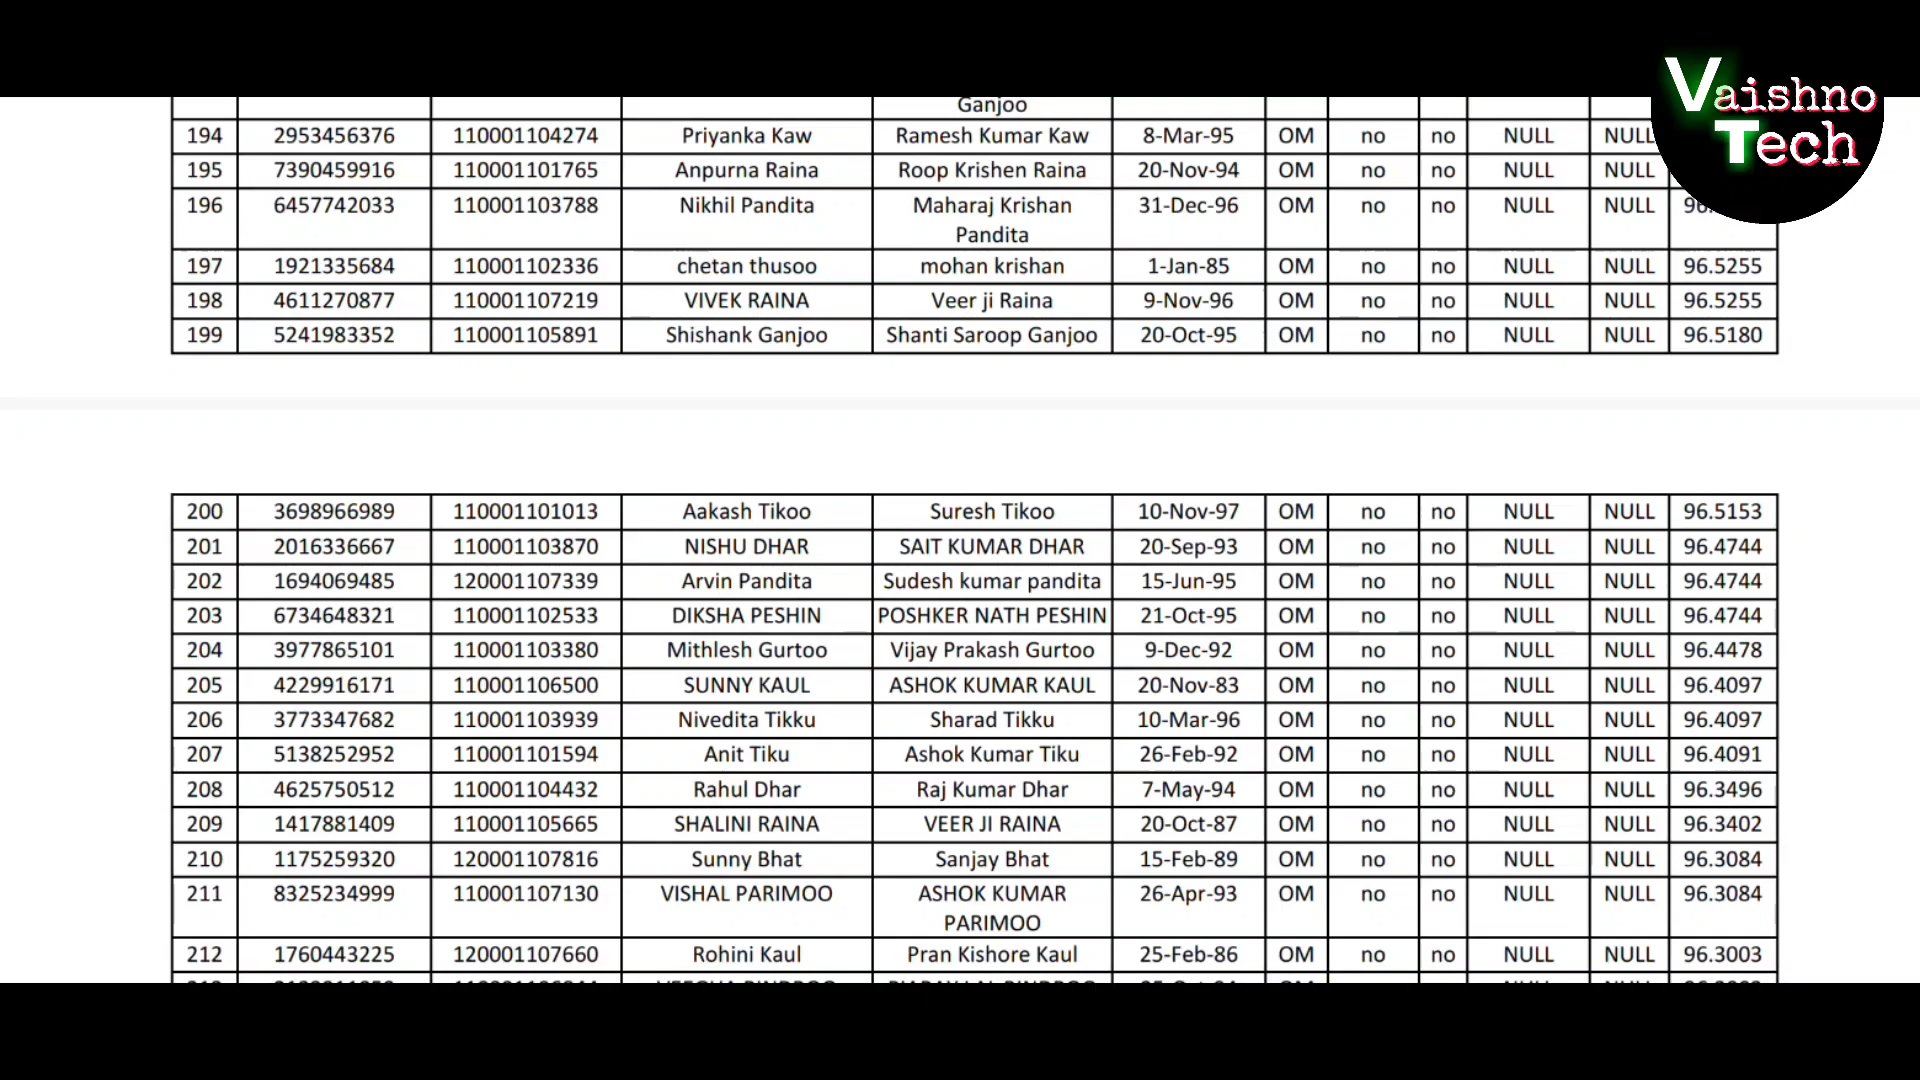 Vaishno
Tech
Ganjoo
194 2953456376 110001104274 Priyanka Kaw Ramesh Kumar Kaw 8-Mar-95 OM no no NULL NULL
195 7390459916 110001101765 Anpurna Raina Roop Krishen Raina 20-Nov-94 OM no no NULL NULL
196 6457742033 110001103788 Nikhil Pandita Maharaj Krishan Pandita 31-Dec-96 OM no no NULL NULL
197 1921335684 110001102336 chetan thusoo mohan krishan 1-Jan-85 OM no no NULL NULL 96.5255
198 4611270877 110001107219 VIVEK RAINA Veer ji Raina 9-Nov-96 OM no no NULL NULL 96.5255
199 5241983352 110001105891 Shishank Ganjoo Shanti Saroop Ganjoo 20-Oct-95 OM no no NULL NULL 96.5180
200 3698966989 110001101013 Aakash Tikoo Suresh Tikoo 10-Nov-97 OM no no NULL NULL 96.5153
201 2016336667 110001103870 NISHU DHAR SAIT KUMAR DHAR 20-Sep-93 OM no no NULL NULL 96.4744
202 1694069485 120001107339 Arvin Pandita Sudesh kumar pandita 15-Jun-95 OM no no NULL NULL 96.4744
203 6734648321 110001102533 DIKSHA PESHIN POSHKER NATH PESHIN 21-Oct-95 OM no no NULL NULL 96.4744
204 3977865101 110001103380 Mithlesh Gurtoo Vijay Prakash Gurtoo 9-Dec-92 OM no no NULL NULL 96.4478
205 4229916171 110001106500 SUNNY KAUL ASHOK KUMAR KAUL 20-Nov-83 OM no no NULL NULL 96.4097
206 3773347682 110001103939 Nivedita Tikku Sharad Tikku 10-Mar-96 OM no no NULL NULL 96.4097
207 5138252952 110001101594 Anit Tiku Ashok Kumar Tiku 26-Feb-92 OM no no NULL NULL 96.4091
208 4625750512 110001104432 Rahul Dhar Raj Kumar Dhar 7-May-94 OM no no NULL NULL 96.3496
209 1417881409 110001105665 SHALINI RAINA VEER JI RAINA 20-Oct-87 OM no no NULL NULL 96.3402
210 1175259320 120001107816 Sunny Bhat Sanjay Bhat 15-Feb-89 OM no no NULL NULL 96.3084
211 8325234999 110001107130 VISHAL PARIMOO ASHOK KUMAR PARIMOO 26-Apr-93 OM no no NULL NULL 96.3084
212 1760443225 120001107660 Rohini Kaul Pran Kishore Kaul 25-Feb-86 OM no no NULL NULL 96.3003